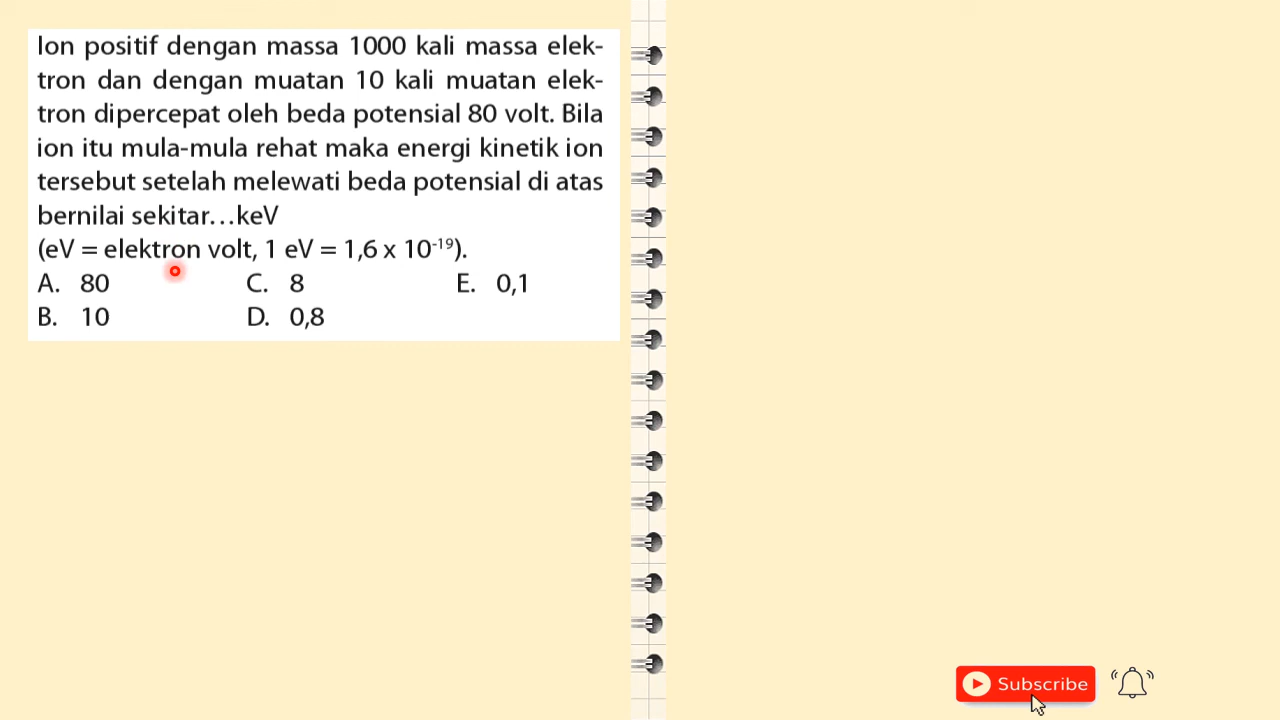 Ion positif dengan massa 1000 kali massa elek-
tron dan dengan muatan 10 kali muatan elek-
tron dipercepat oleh beda potensial 80 volt. Bila
ion itu mula-mula rehat maka energi kinetik ion
tersebut setelah melewati beda potensial di atas
bernilai sekitar...keV
(eV = elektron volt, 1 eV = 1,6 x 10⁻¹⁹).
A. 80 C. 8 E. 0,1
B. 10 D. 0,8
Subscribe